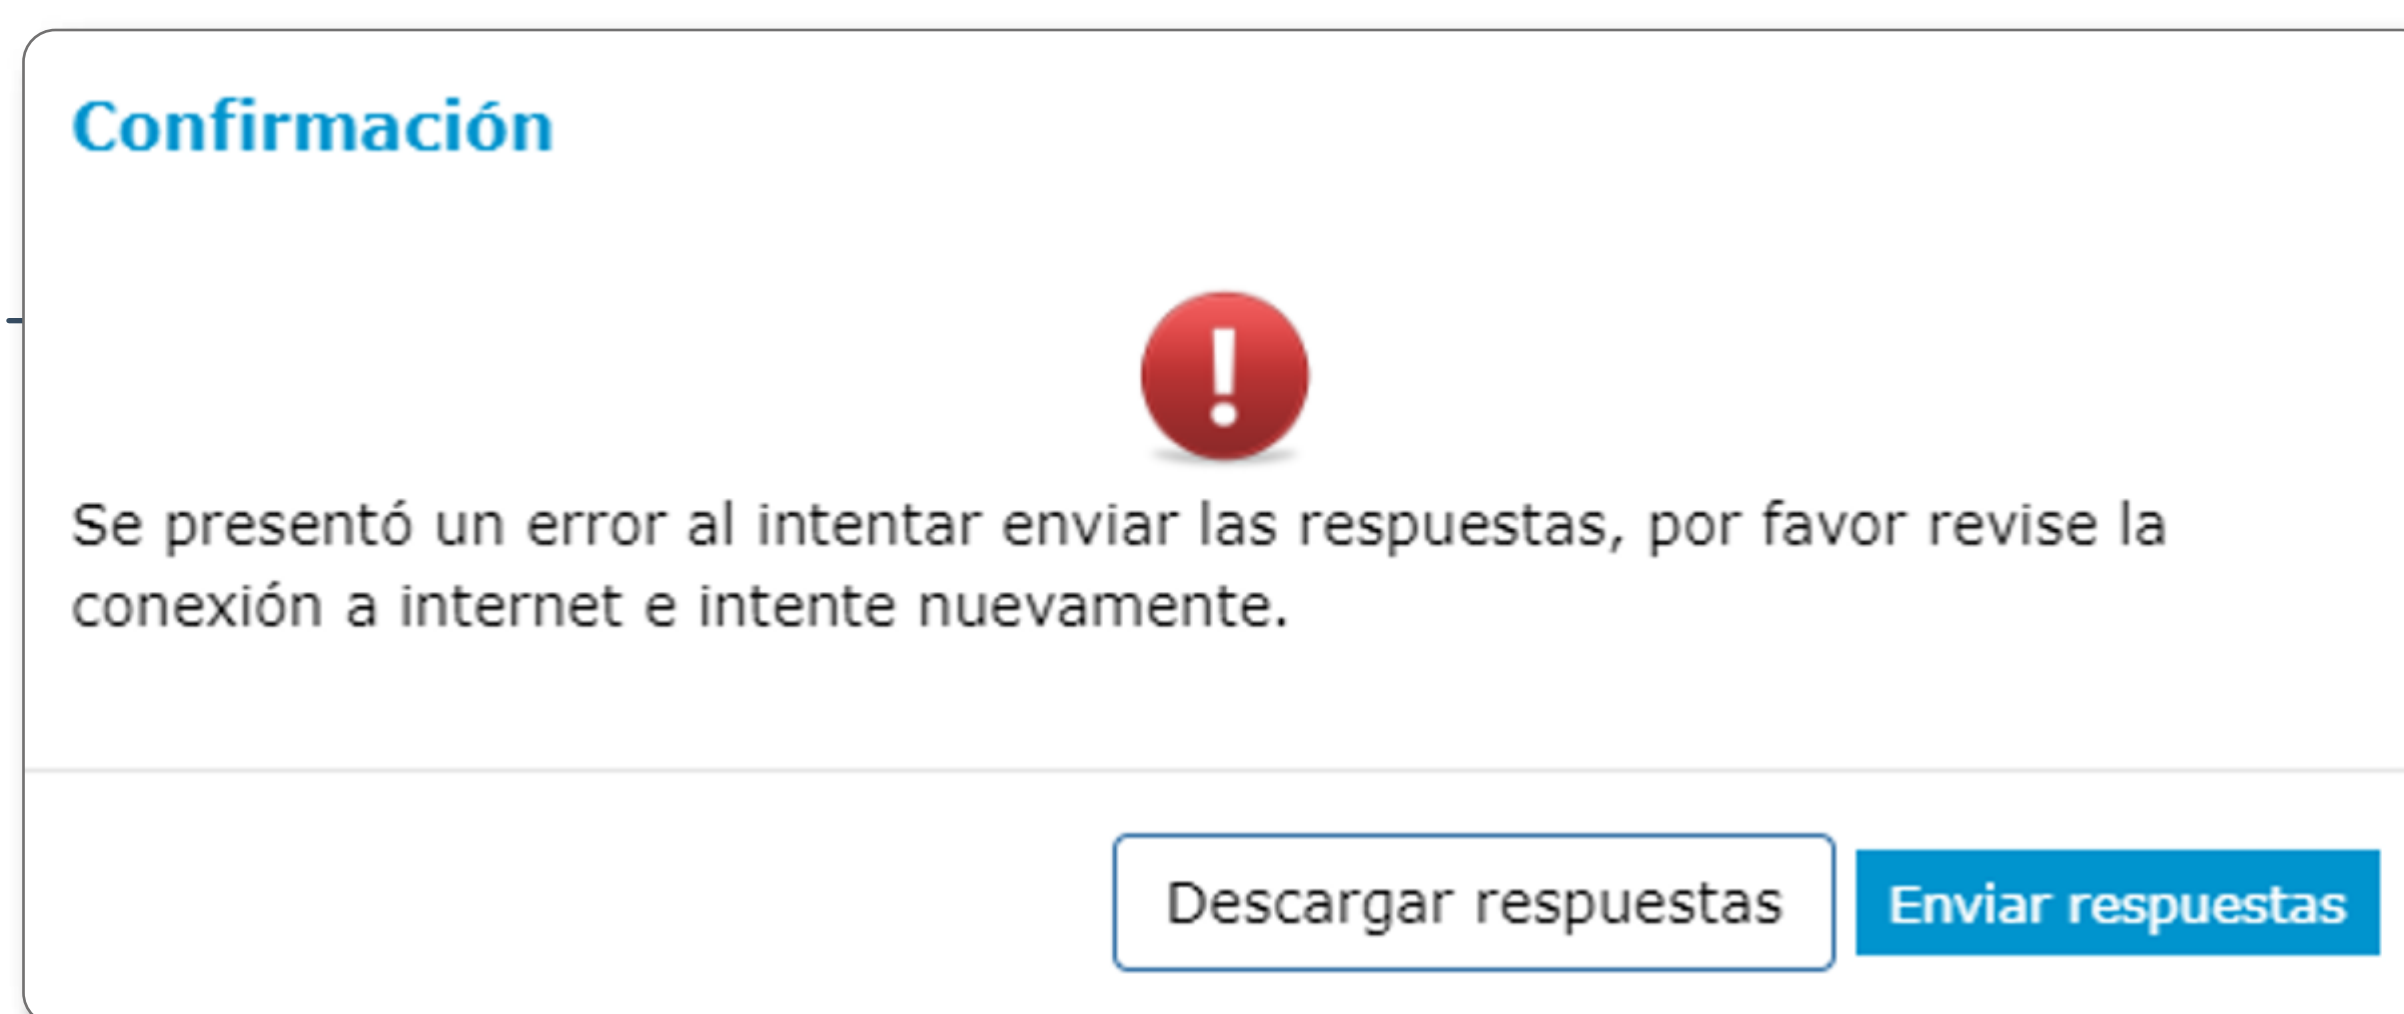 Confirmación
!
Se presentó un error al intentar enviar las respuestas, por favor revise la
conexión a internet e intente nuevamente.
Descargar respuestas
Enviar respuestas